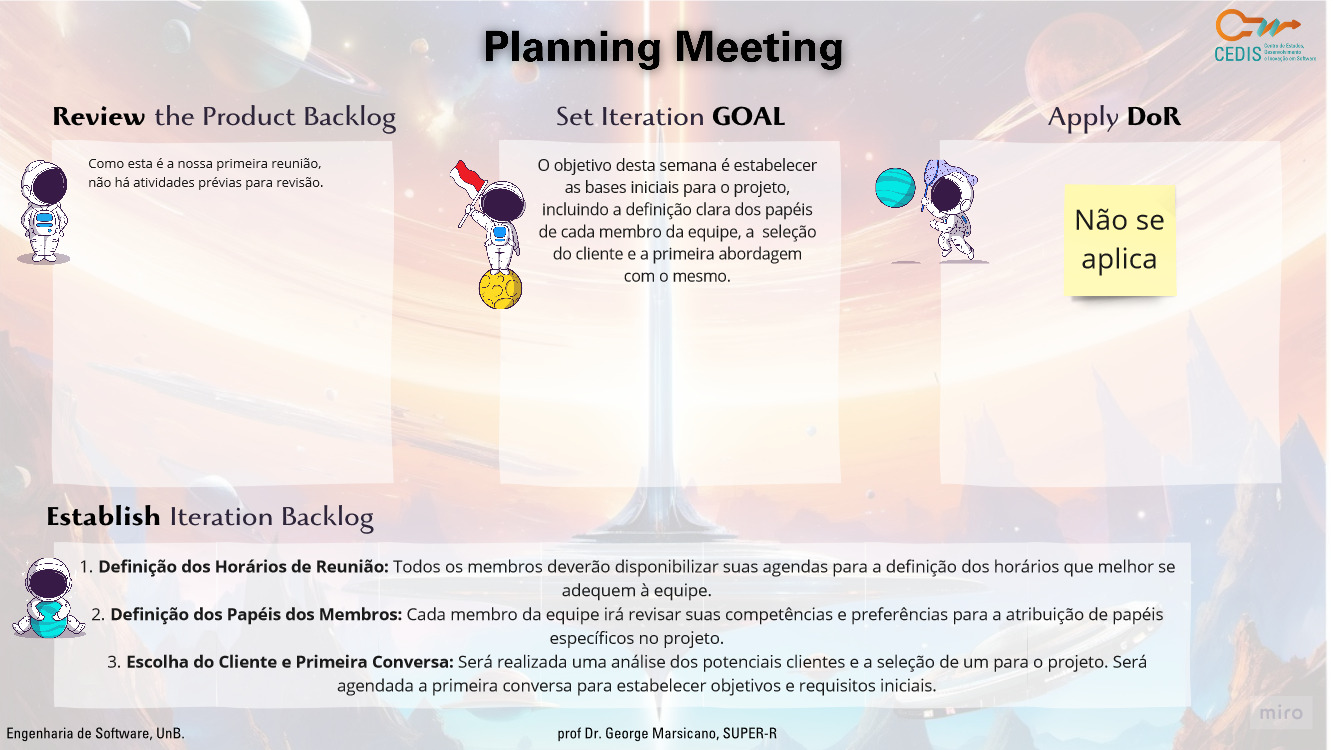 Planning Meeting
CEDIS
Centro de Estudos,
Desenvolvimento
e Inovação em Software
Review the Product Backlog
Como esta é a nossa primeira reunião,
não há atividades prévias para revisão.
Set Iteration GOAL
O objetivo desta semana é estabelecer
as bases iniciais para o projeto,
incluindo a definição clara dos papéis
de cada membro da equipe, a seleção
do cliente e a primeira abordagem
com o mesmo.
Apply DoR
Não se
aplica
Establish Iteration Backlog
1. Definição dos Horários de Reunião: Todos os membros deverão disponibilizar suas agendas para a definição dos horários que melhor se
adequem à equipe.
2. Definição dos Papéis dos Membros: Cada membro da equipe irá revisar suas competências e preferências para a atribuição de papéis
específicos no projeto.
3. Escolha do Cliente e Primeira Conversa: Será realizada uma análise dos potenciais clientes e a seleção de um para o projeto. Será
agendada a primeira conversa para estabelecer objetivos e requisitos iniciais.
miro
Engenharia de Software, UnB.
prof Dr. George Marsicano, SUPER-R